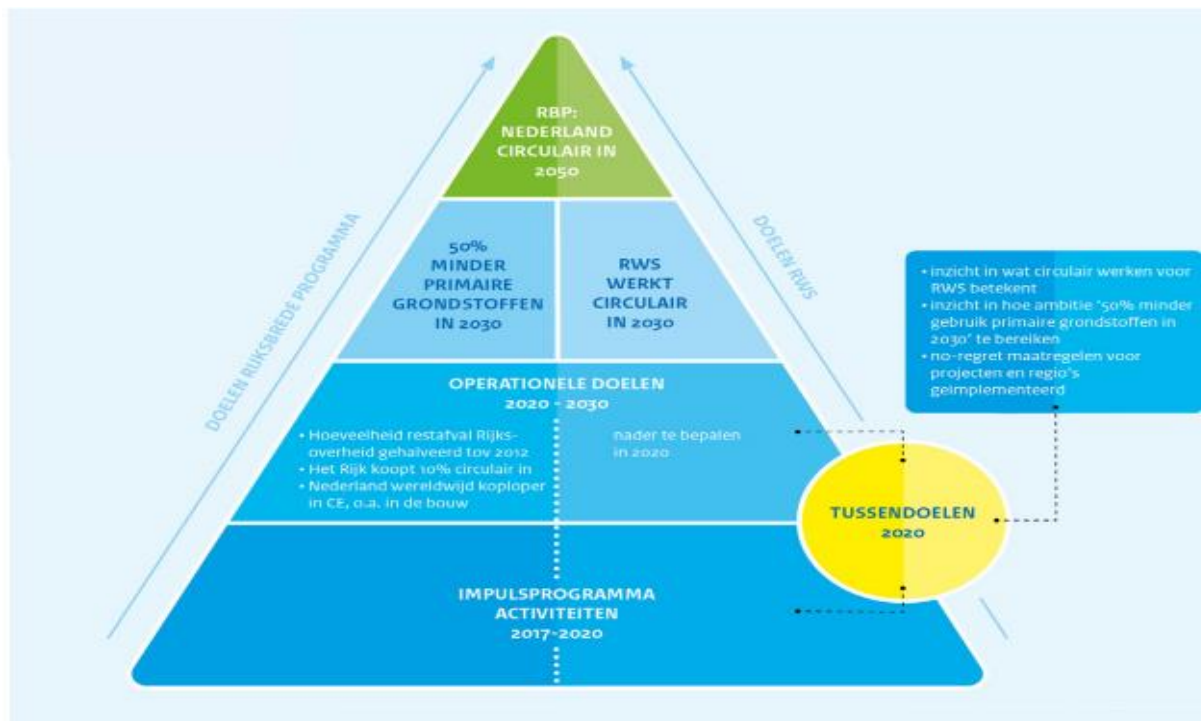 RBP:
NEDERLAND
CIRCULAIR IN
2050
DOELEN RIJKSBREDE PROGRAMMA
DOELEN RWS
50%
MINDER
PRIMAIRE
GRONDSTOFFEN
IN 2030
RWS
WERKT
CIRCULAIR
IN 2030
• inzicht in wat circulair werken voor
RWS betekent
• inzicht in hoe ambitie '50% minder
gebruik primaire grondstoffen in
2030' te bereiken
• no-regret maatregelen voor
projecten en regio's
geimplementeerd
OPERATIONELE DOELEN
2020 - 2030
• Hoeveelheid restafval Rijks-
overheid gehalveerd tov 2012
• Het Rijk koopt 10% circulair in
• Nederland wereldwijd koploper
in CE, o.a. in de bouw
nader te bepalen
in 2020
TUSSENDOELEN
2020
IMPULSPROGRAMMA
ACTIVITEITEN
2017-2020